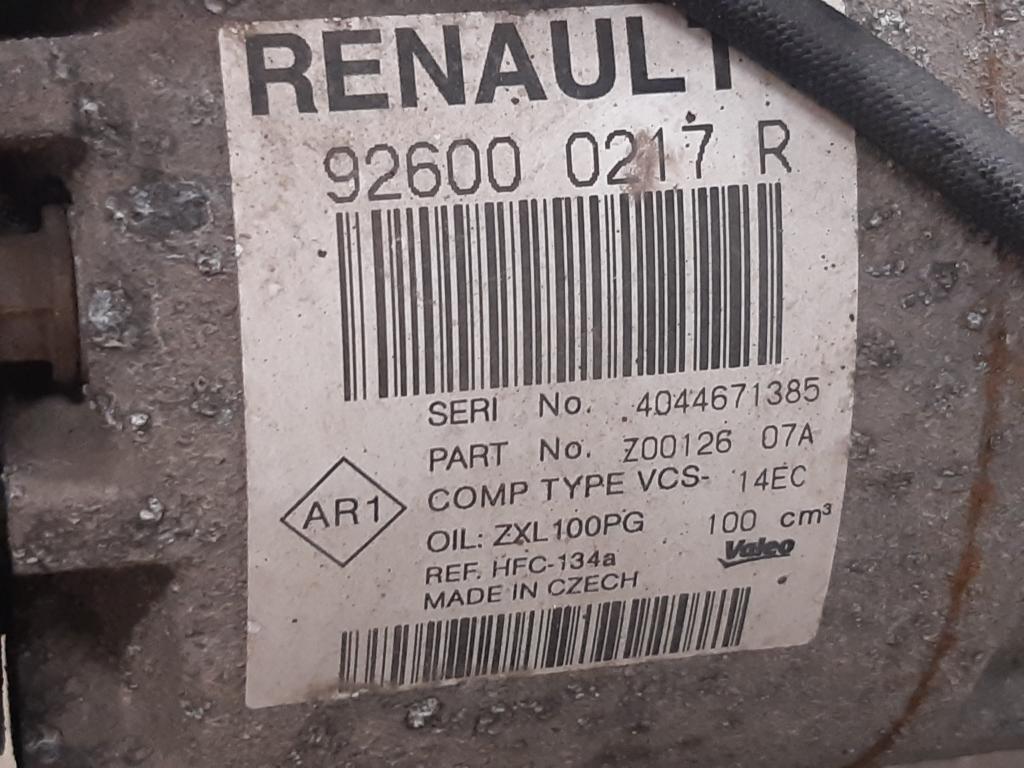 RENAULT
92600 0217 R
SERI No. 4044671385
PART No. Z00126 07A
COMP TYPE VCS- 14EC
AR1
OIL: ZXL100PG 100 cm³
Valeo
REF. HFC-134a
MADE IN CZECH